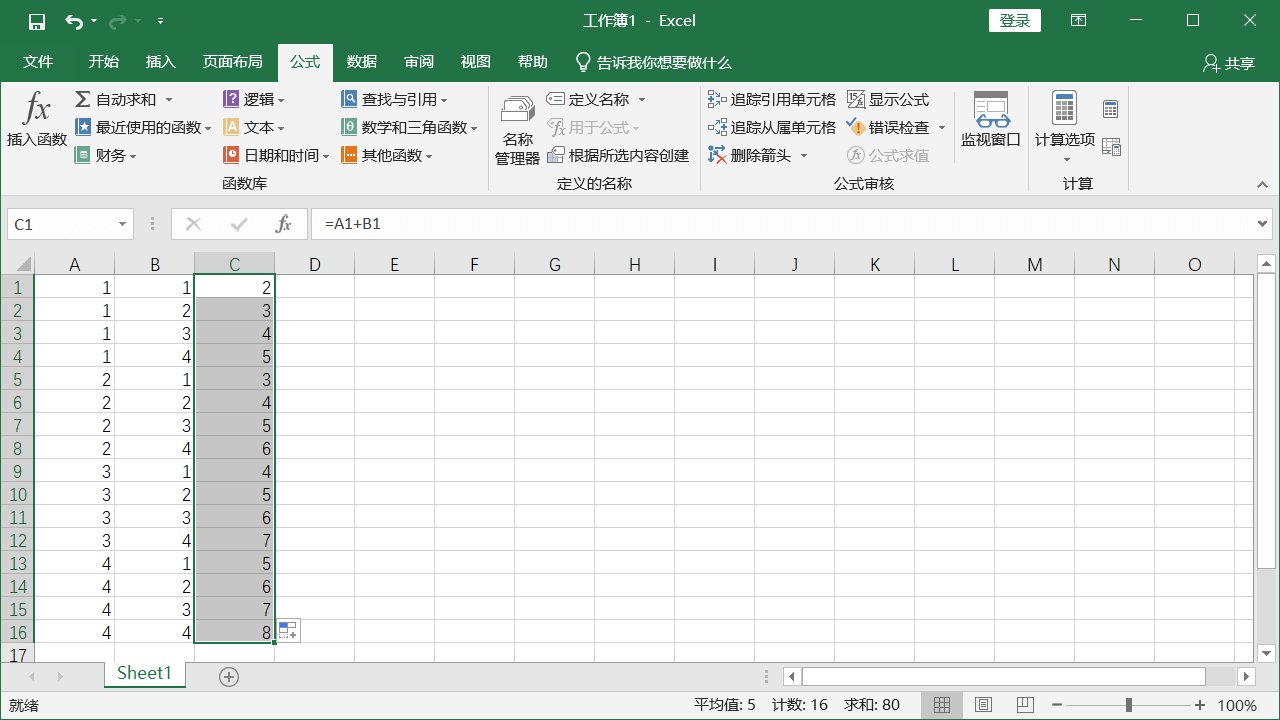 工作簿1 - Excel
登录
文件 开始 插入 页面布局 公式 数据 审阅 视图 帮助 告诉我你想要做什么 共享
fx 插入函数
自动求和
最近使用的函数
财务
逻辑
文本
日期和时间
查找与引用
数学和三角函数
其他函数
函数库
名称
管理器
定义名称
用于公式
根据所选内容创建
定义的名称
追踪引用单元格
追踪从属单元格
删除箭头
显示公式
错误检查
公式求值
公式审核
监视窗口
计算选项
计算
C1 fx =A1+B1
A B C D E F G H I J K L M N O
1 1 1 2
2 1 2 3
3 1 3 4
4 1 4 5
5 2 1 3
6 2 2 4
7 2 3 5
8 2 4 6
9 3 1 4
10 3 2 5
11 3 3 6
12 3 4 7
13 4 1 5
14 4 2 6
15 4 3 7
16 4 4 8
17
Sheet1
就绪 平均值: 5 计数: 16 求和: 80 100%